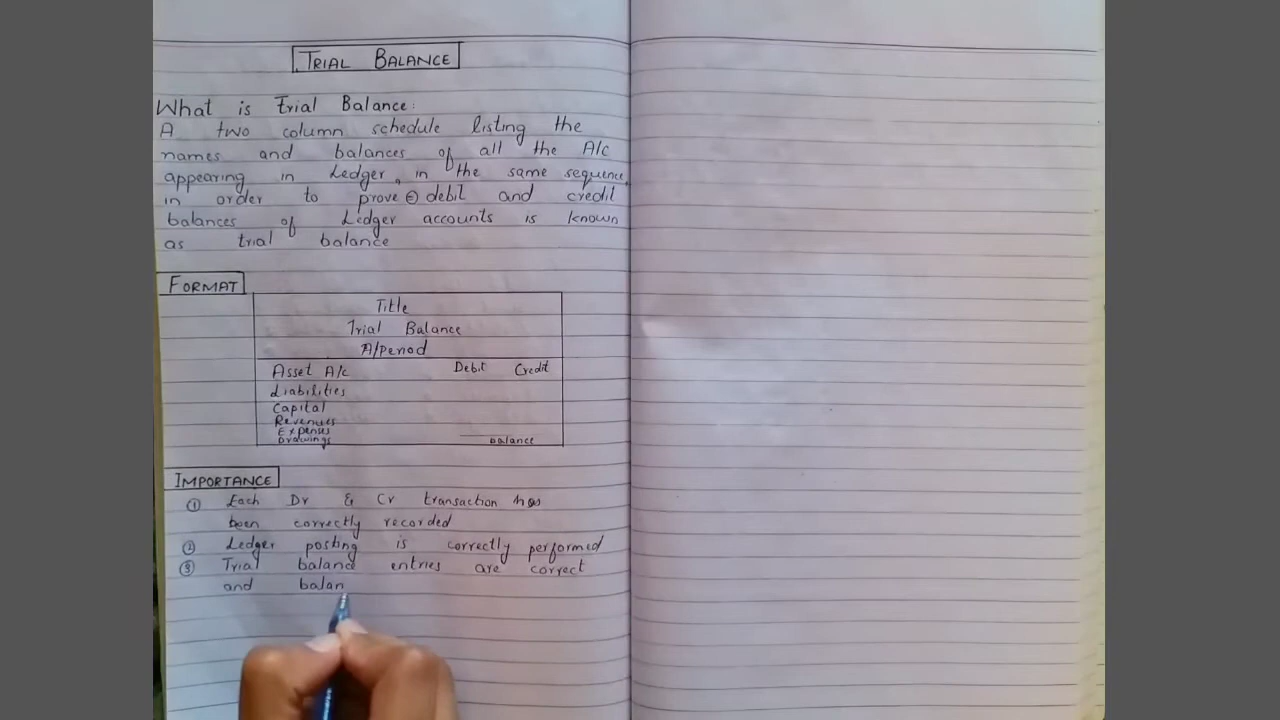 TRIAL BALANCE
What is Trial Balance:
A two column schedule listing the
names and balances of all the A/c
appearing in Ledger, in the same sequence,
in order to prove debit and credit
balances of Ledger accounts is known
as trial balance
FORMAT
Title
Trial Balance
A/Period
Asset A/c Debit Credit
Liabilities
Capital
Revenues
Expenses
Drawings balance
IMPORTANCE
① Each Dr & Cr transaction has
been correctly recorded
② Ledger posting is correctly performed
③ Trial balance entries are correct
and balan